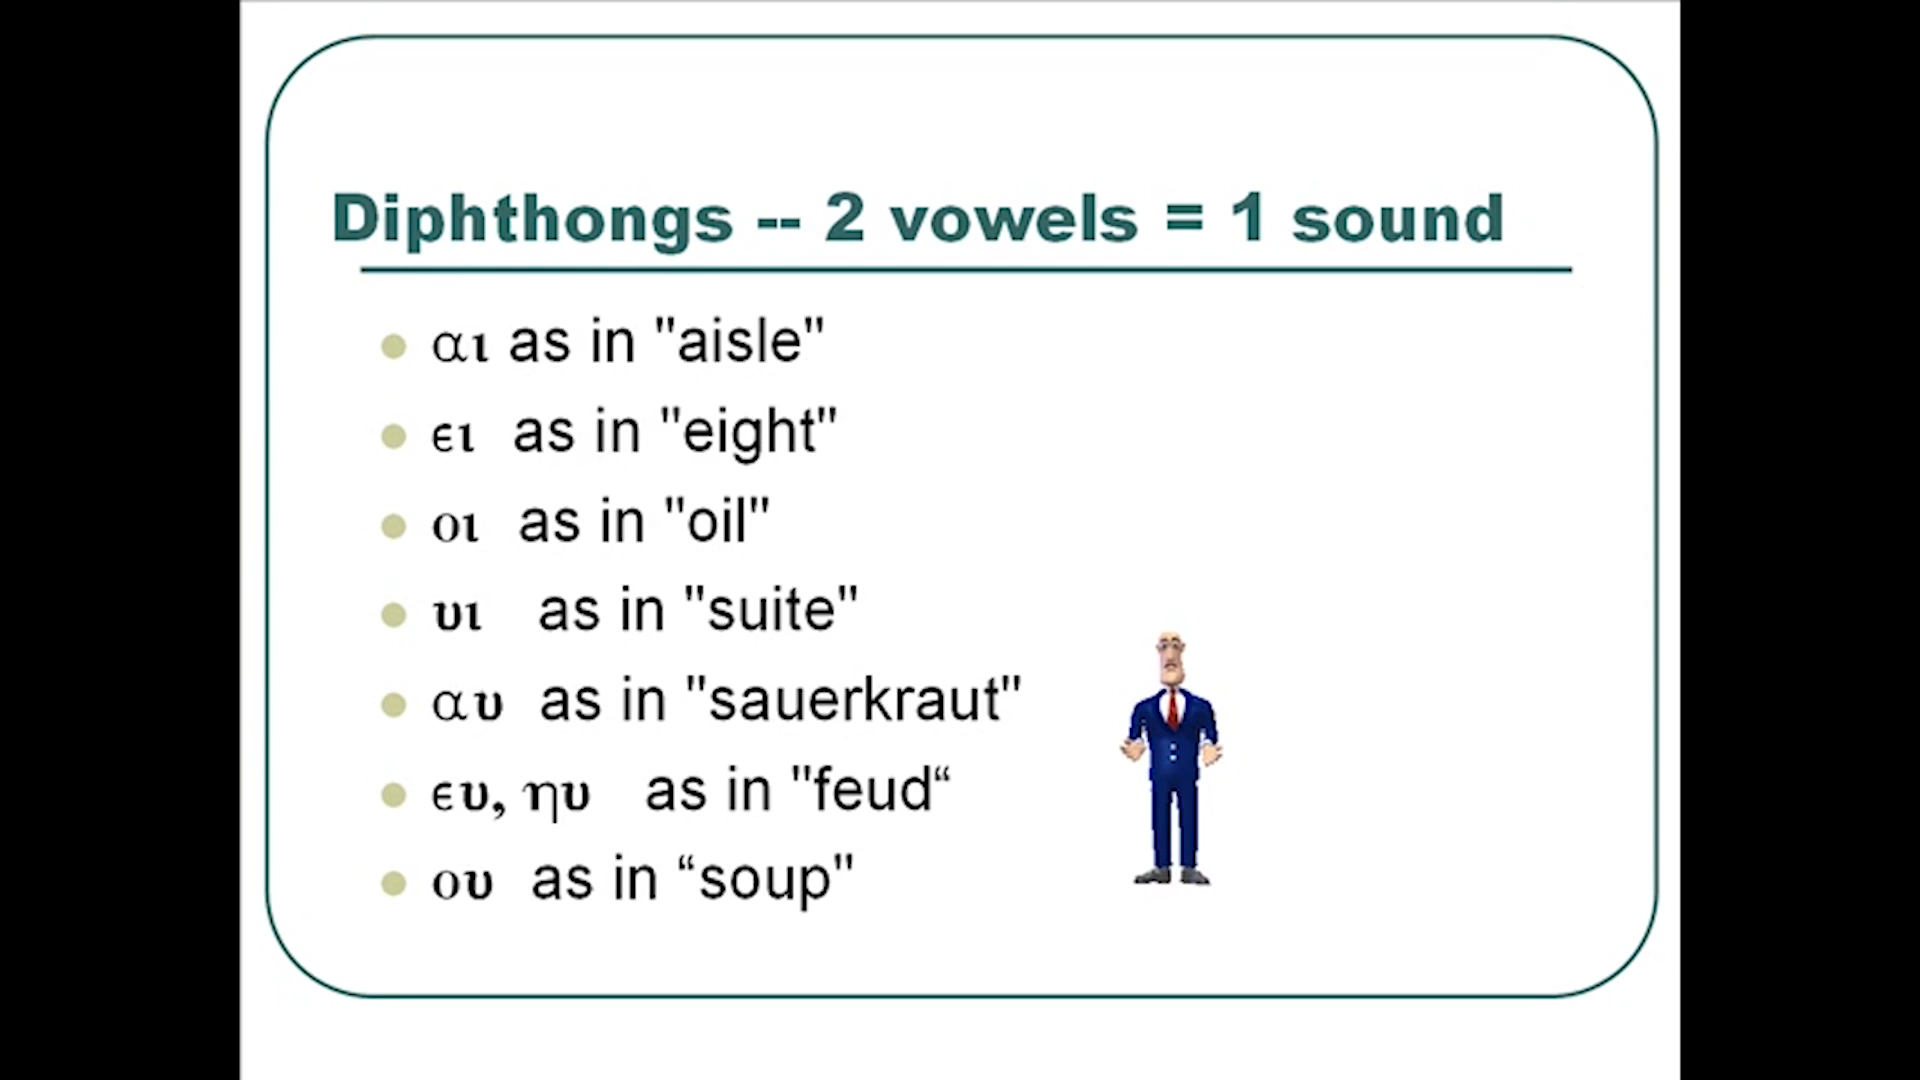 Diphthongs -- 2 vowels = 1 sound
αι as in "aisle"
ϵι as in "eight"
οι as in "oil"
υι as in "suite"
αυ as in "sauerkraut"
ϵυ, ηυ as in "feud“
ου as in “soup"